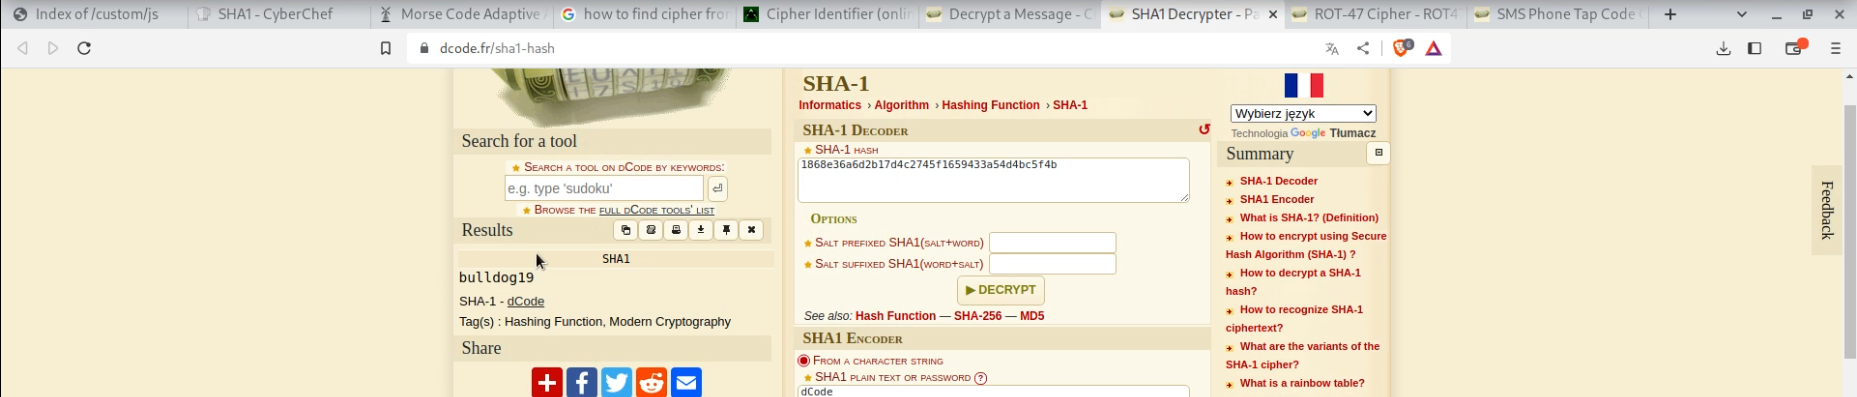 Index of /custom/js
SHA1 - CyberChef
Morse Code Adaptive
how to find cipher fro
Cipher Identifier (onli
Decrypt a Message - C
SHA1 Decrypter - Pa
ROT-47 Cipher - ROT4
SMS Phone Tap Code
dcode.fr/sha1-hash
6
Search for a tool
★ SEARCH A TOOL ON DCODE BY KEYWORDS:
e.g. type 'sudoku'
★ BROWSE THE FULL DCODE TOOLS' LIST
Results
SHA1
bulldog19
SHA-1 - dCode
Tag(s) : Hashing Function, Modern Cryptography
Share
SHA-1
Informatics › Algorithm › Hashing Function › SHA-1
SHA-1 DECODER
★ SHA-1 HASH
1868e36a6d2b17d4c2745f1659433a54d4bc5f4b
OPTIONS
★ SALT PREFIXED SHA1(SALT+WORD)
★ SALT SUFFIXED SHA1(WORD+SALT)
▶ DECRYPT
See also: Hash Function — SHA-256 — MD5
SHA1 ENCODER
FROM A CHARACTER STRING
★ SHA1 PLAIN TEXT OR PASSWORD ?
dCode
Wybierz język
Technologia Google Tłumacz
Summary
SHA-1 Decoder
SHA1 Encoder
What is SHA-1? (Definition)
How to encrypt using Secure
Hash Algorithm (SHA-1) ?
How to decrypt a SHA-1
hash?
How to recognize SHA-1
ciphertext?
What are the variants of the
SHA-1 cipher?
What is a rainbow table?
Feedback